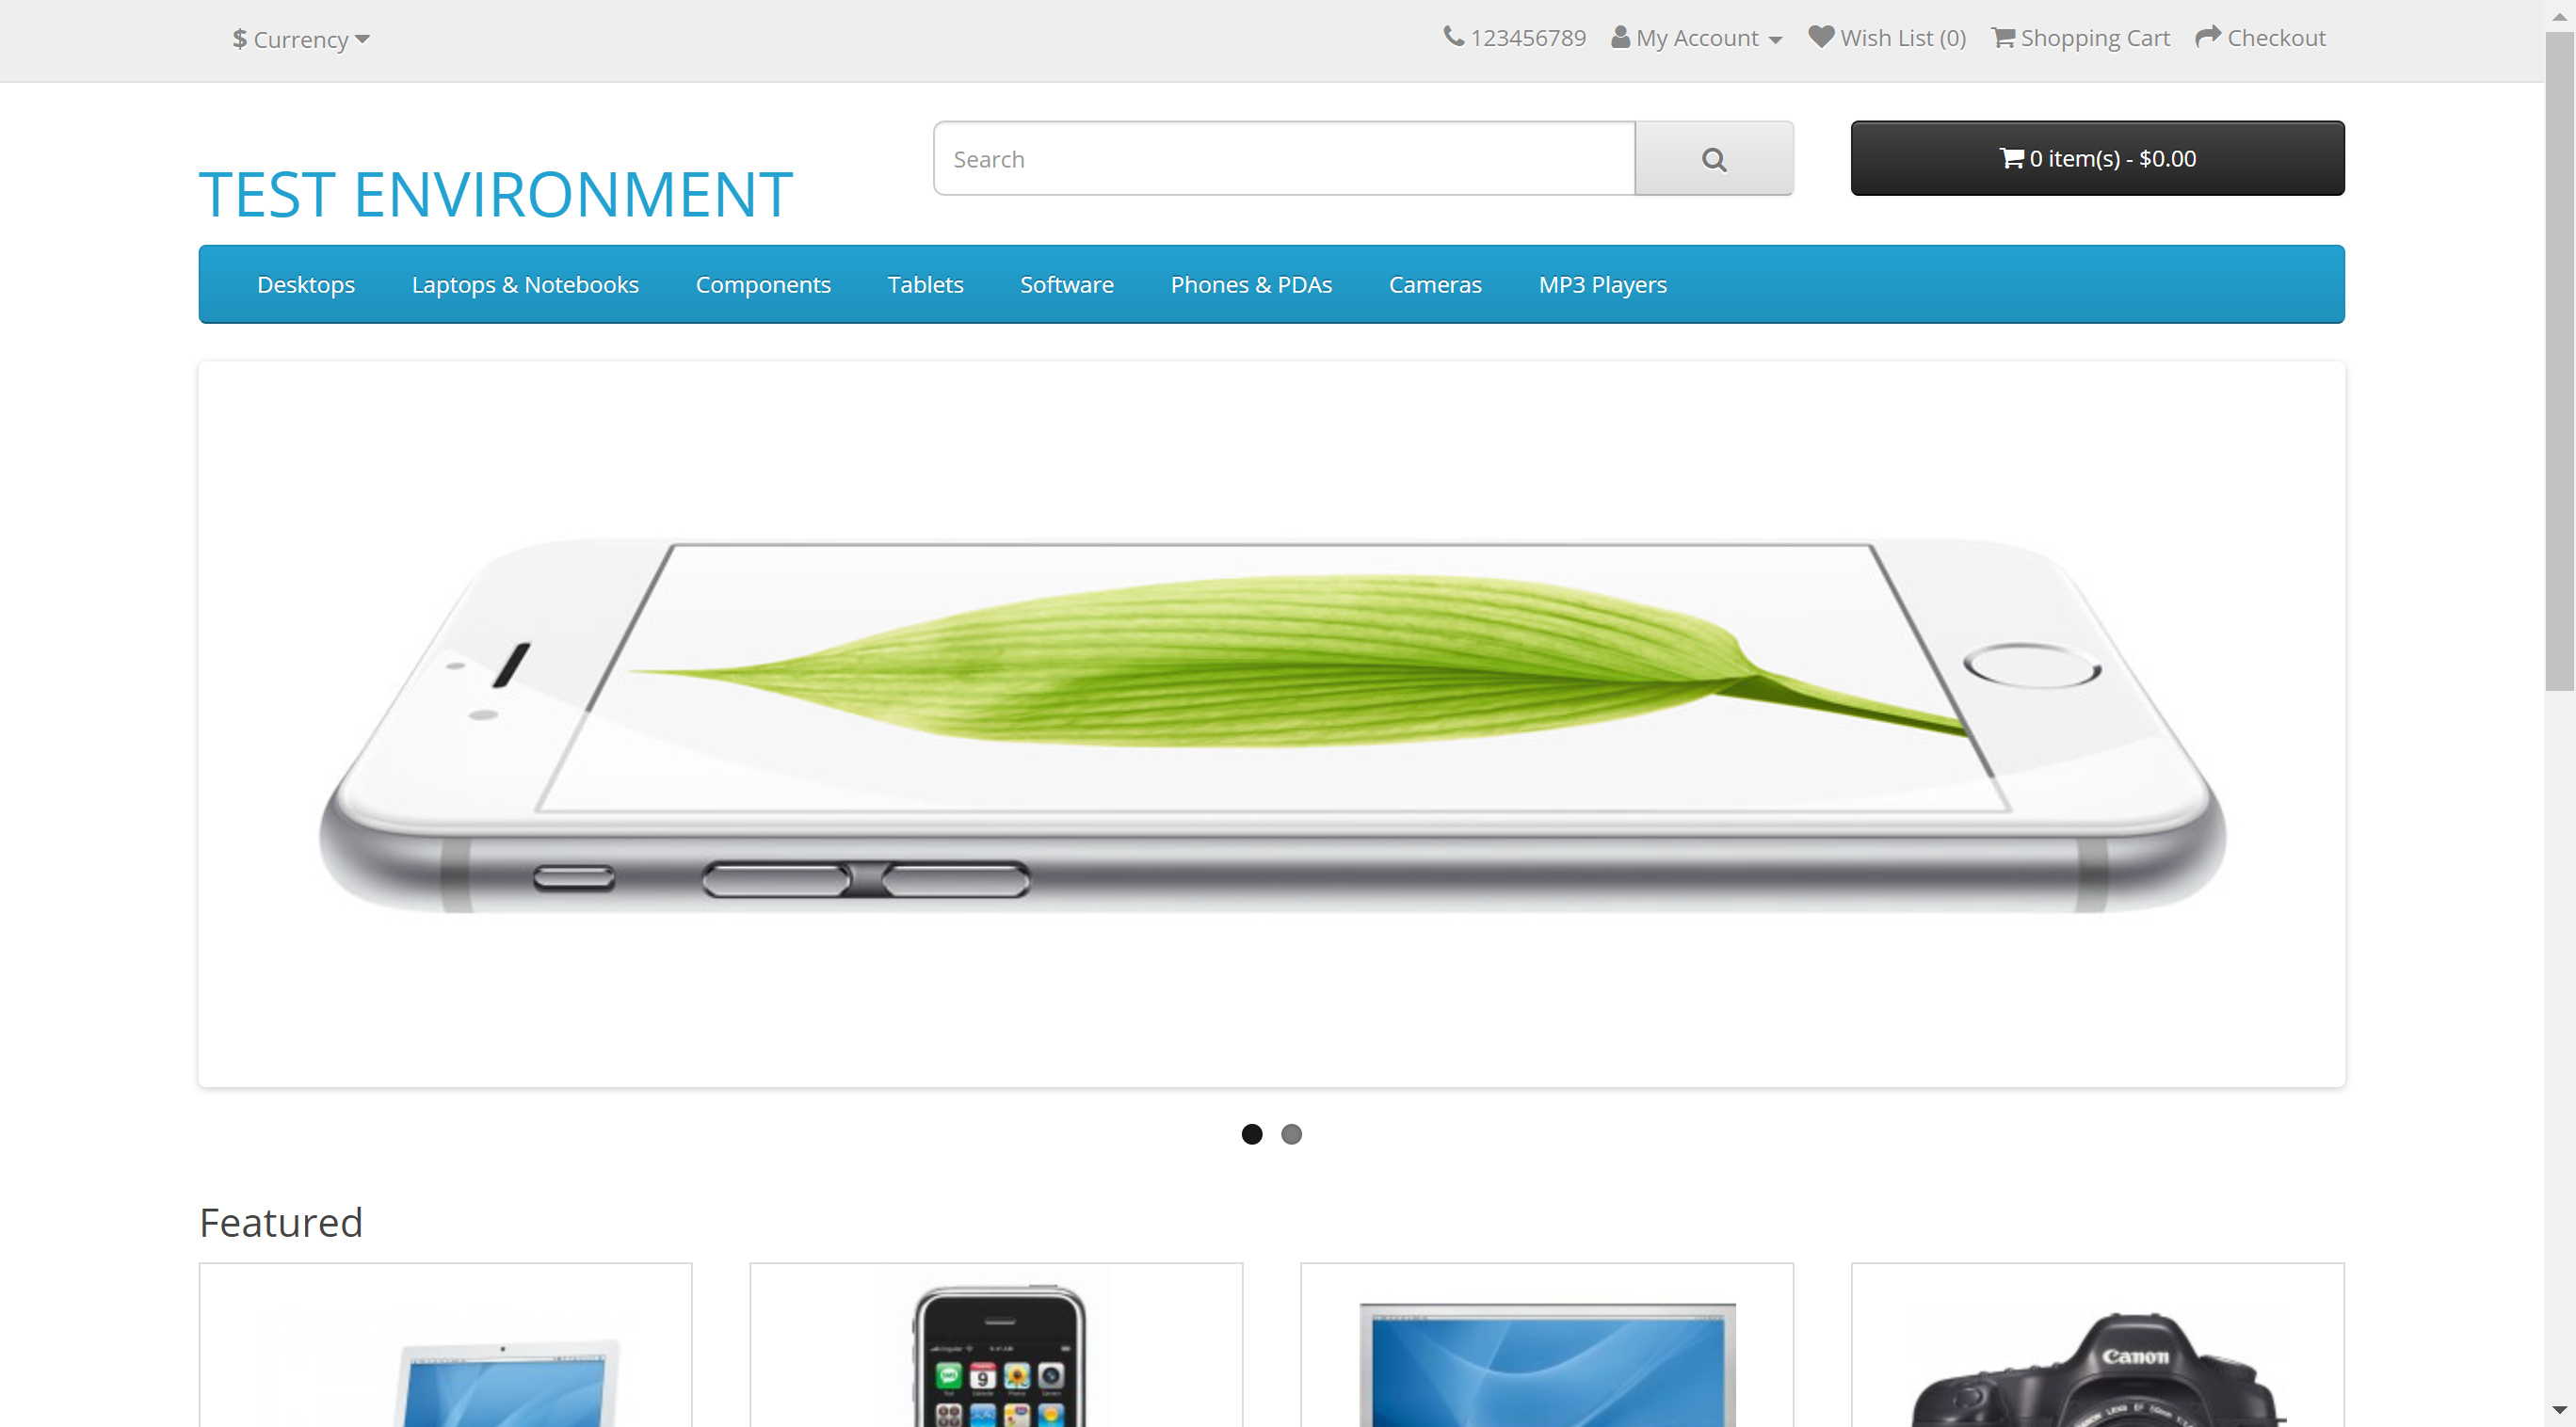 $ Currency
123456789 My Account Wish List (0) Shopping Cart Checkout
TEST ENVIRONMENT
Search
0 item(s) - $0.00
Desktops Laptops & Notebooks Components Tablets Software Phones & PDAs Cameras MP3 Players
Featured
9
Canon